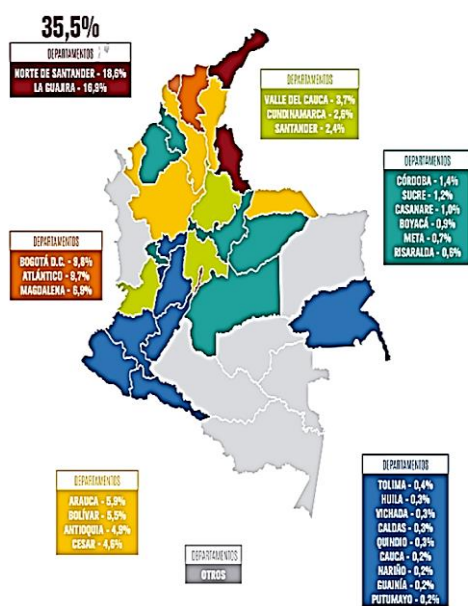 35,5%
DEPARTAMENTOS
NORTE DE SANTANDER - 18,6%
LA GUAJIRA - 16,9%
DEPARTAMENTOS
VALLE DEL CAUCA - 3,7%
CUNDINAMARCA - 2,6%
SANTANDER - 2,4%
DEPARTAMENTOS
CÓRDOBA - 1,4%
SUCRE - 1,2%
CASANARE - 1,0%
BOYACÁ - 0,9%
META - 0,7%
RISARALDA - 0,6%
DEPARTAMENTOS
BOGOTÁ D.C. - 9,8%
ATLÁNTICO - 8,7%
MAGDALENA - 6,9%
DEPARTAMENTOS
ARAUCA - 5,9%
BOLÍVAR - 5,5%
ANTIOQUIA - 4,9%
CESAR - 4,6%
DEPARTAMENTOS
OTROS
DEPARTAMENTOS
TOLIMA - 0,4%
HUILA - 0,3%
VICHADA - 0,3%
CALDAS - 0,3%
QUINDIO - 0,3%
CAUCA - 0,2%
NARIÑO - 0,2%
GUAINÍA - 0,2%
PUTUMAYO - 0,2%